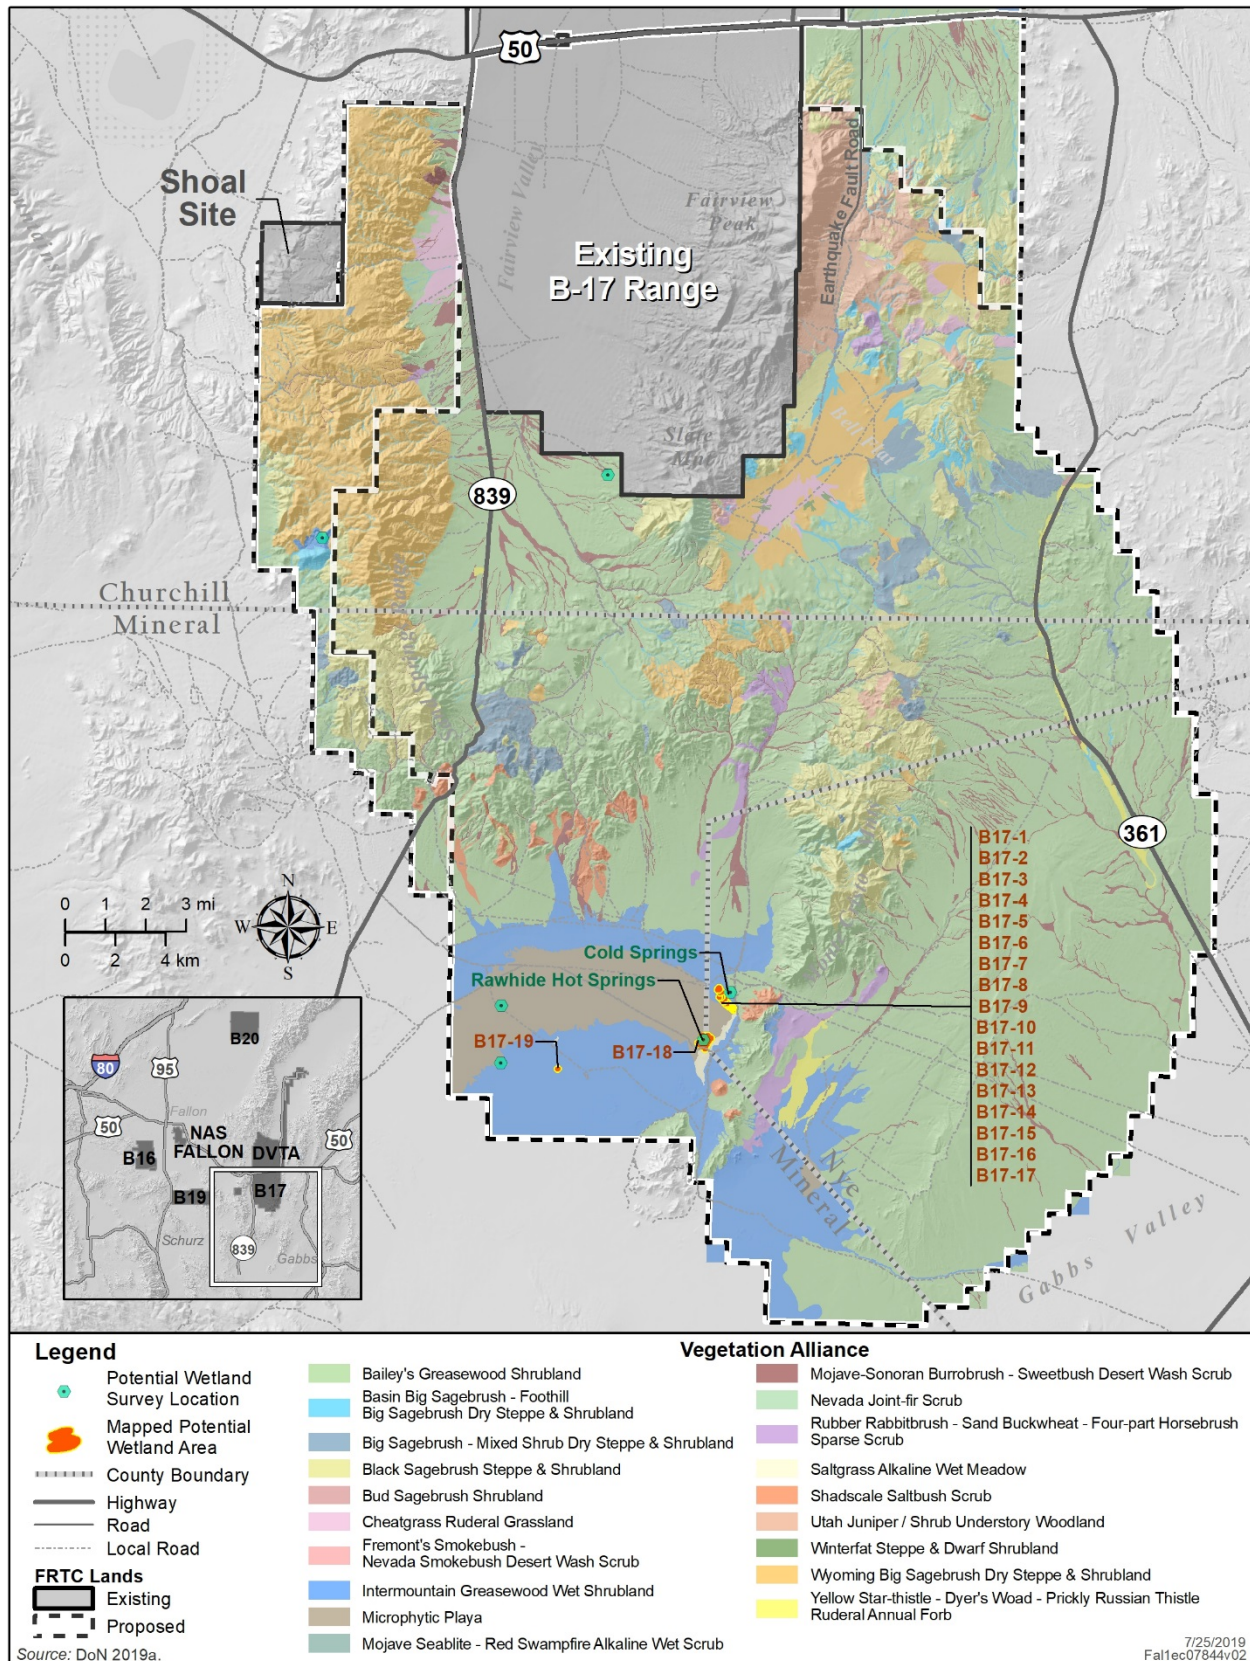 50
Shoal
Site
Fairview Valley
Fairview
Peak
Existing
B-17 Range
Earthquake Fault Road
Slate
Mtn
839
Churchill
Mineral
361
B17-1
B17-2
B17-3
B17-4
B17-5
B17-6
B17-7
B17-8
B17-9
B17-10
B17-11
B17-12
B17-13
B17-14
B17-15
B17-16
B17-17
0 1 2 3 mi
0 2 4 km
N
W E
S
Cold Springs
Rawhide Hot Springs
B17-19
B17-18
Nye
Mineral
Gabbs Valley
B20
80
95
Fallon
50
NAS
FALLON
DVTA
50
B16
B19
B17
Schurz
839
Gabbs
Legend
Potential Wetland
Survey Location
Mapped Potential
Wetland Area
County Boundary
Highway
Road
Local Road
FRTC Lands
Existing
Proposed
Source: DoN 2019a.
Vegetation Alliance
Bailey's Greasewood Shrubland
Basin Big Sagebrush - Foothill
Big Sagebrush Dry Steppe & Shrubland
Big Sagebrush - Mixed Shrub Dry Steppe & Shrubland
Black Sagebrush Steppe & Shrubland
Bud Sagebrush Shrubland
Cheatgrass Ruderal Grassland
Fremont's Smokebush -
Nevada Smokebush Desert Wash Scrub
Intermountain Greasewood Wet Shrubland
Microphytic Playa
Mojave Seablite - Red Swampfire Alkaline Wet Scrub
Mojave-Sonoran Burrobrush - Sweetbush Desert Wash Scrub
Nevada Joint-fir Scrub
Rubber Rabbitbrush - Sand Buckwheat - Four-part Horsebrush
Sparse Scrub
Saltgrass Alkaline Wet Meadow
Shadscale Saltbush Scrub
Utah Juniper / Shrub Understory Woodland
Winterfat Steppe & Dwarf Shrubland
Wyoming Big Sagebrush Dry Steppe & Shrubland
Yellow Star-thistle - Dyer's Woad - Prickly Russian Thistle
Ruderal Annual Forb
7/25/2019
Fal1ec07844v02